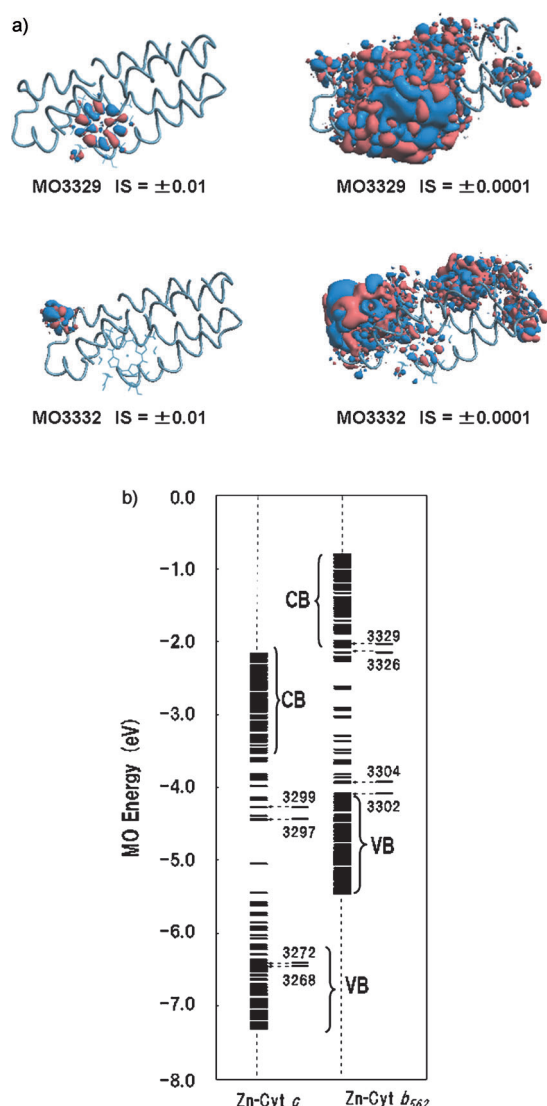 a)
MO3329 IS = ±0.01
MO3329 IS = ±0.0001
MO3332 IS = ±0.01
MO3332 IS = ±0.0001
b)
0.0
−1.0
−2.0
−3.0
−4.0
−5.0
−6.0
−7.0
−8.0
MO Energy (eV)
CB
3329
3326
CB
3304
3302
3299
3297
VB
3272
3268
VB
Zn-Cyt c
Zn-Cyt b562